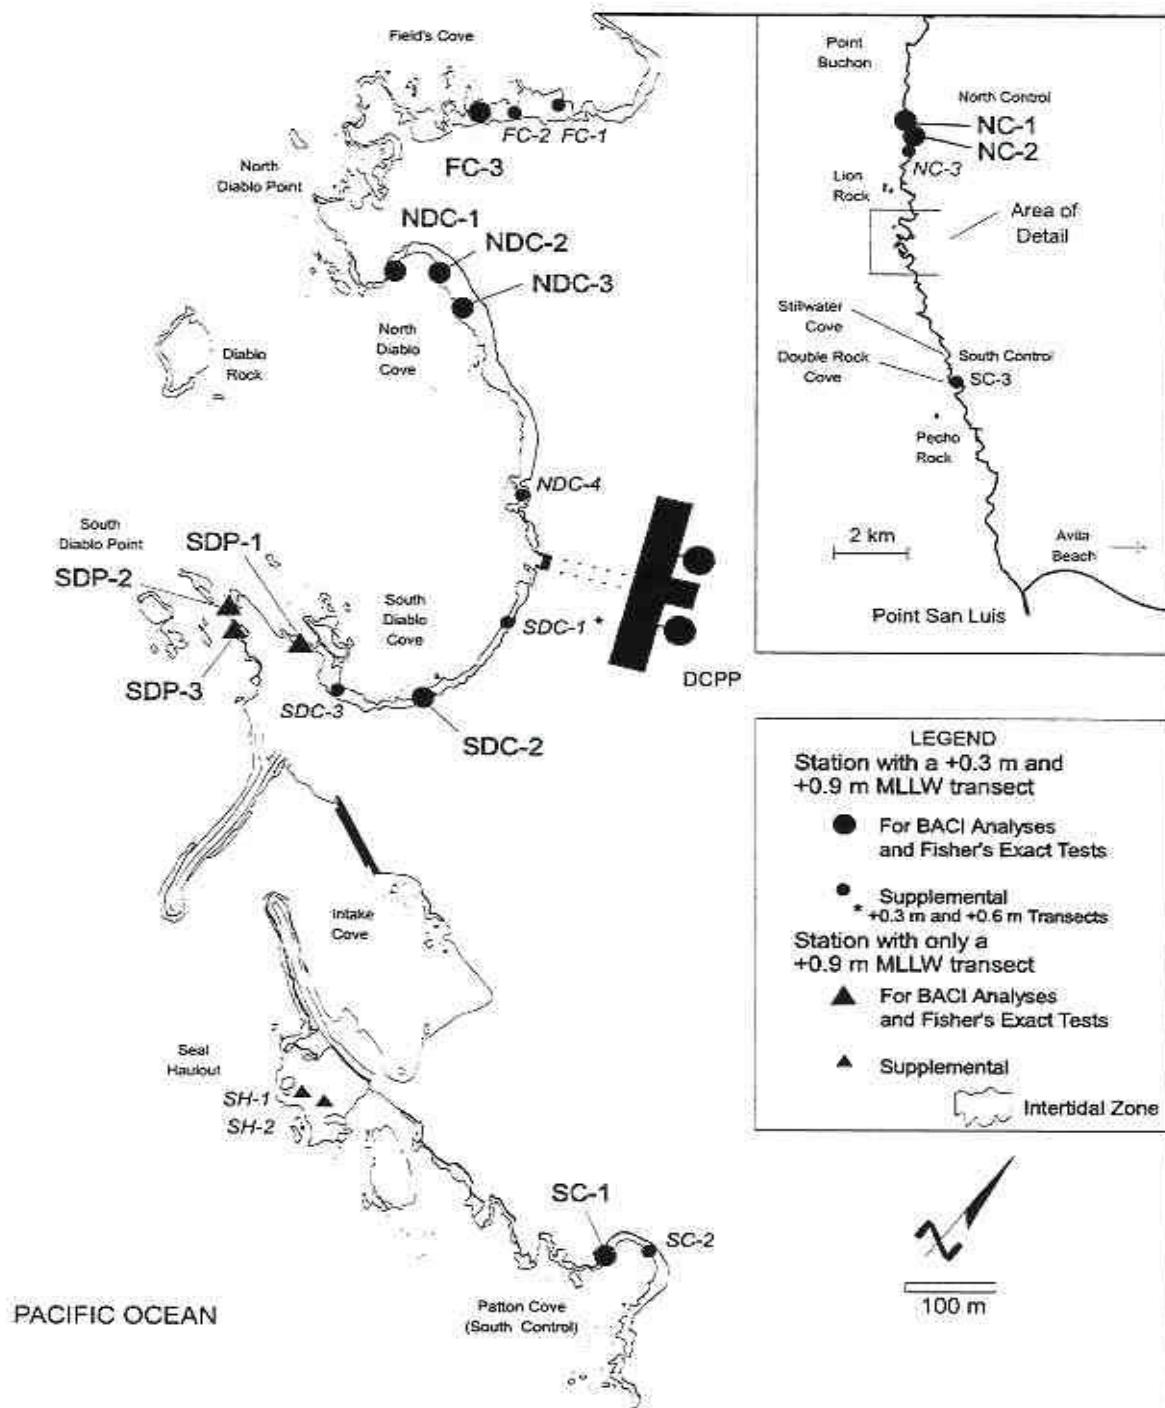 Field's Cove
FC-2
FC-1
FC-3
North
Diablo Point
NDC-1
NDC-2
NDC-3
North
Diablo
Cove
Diablo
Rock
NDC-4
South
Diablo Point
SDP-1
SDP-2
SDP-3
South
Diablo
Cove
SDC-1 *
SDC-3
SDC-2
DCPP
Intake
Cove
Seal
Haulout
SH-1
SH-2
SC-1
SC-2
Patton Cove
(South Control)
PACIFIC OCEAN
Point
Buchon
North Control
NC-1
NC-2
NC-3
Lion
Rock
Area of
Detail
Stillwater
Cove
Double Rock
Cove
South Control
SC-3
Pecho
Rock
2 km
Avila
Beach
Point San Luis
LEGEND
Station with a +0.3 m and
+0.9 m MLLW transect
For BACI Analyses
and Fisher's Exact Tests
Supplemental
* +0.3 m and +0.6 m Transects
Station with only a
+0.9 m MLLW transect
For BACI Analyses
and Fisher's Exact Tests
Supplemental
Intertidal Zone
N
100 m